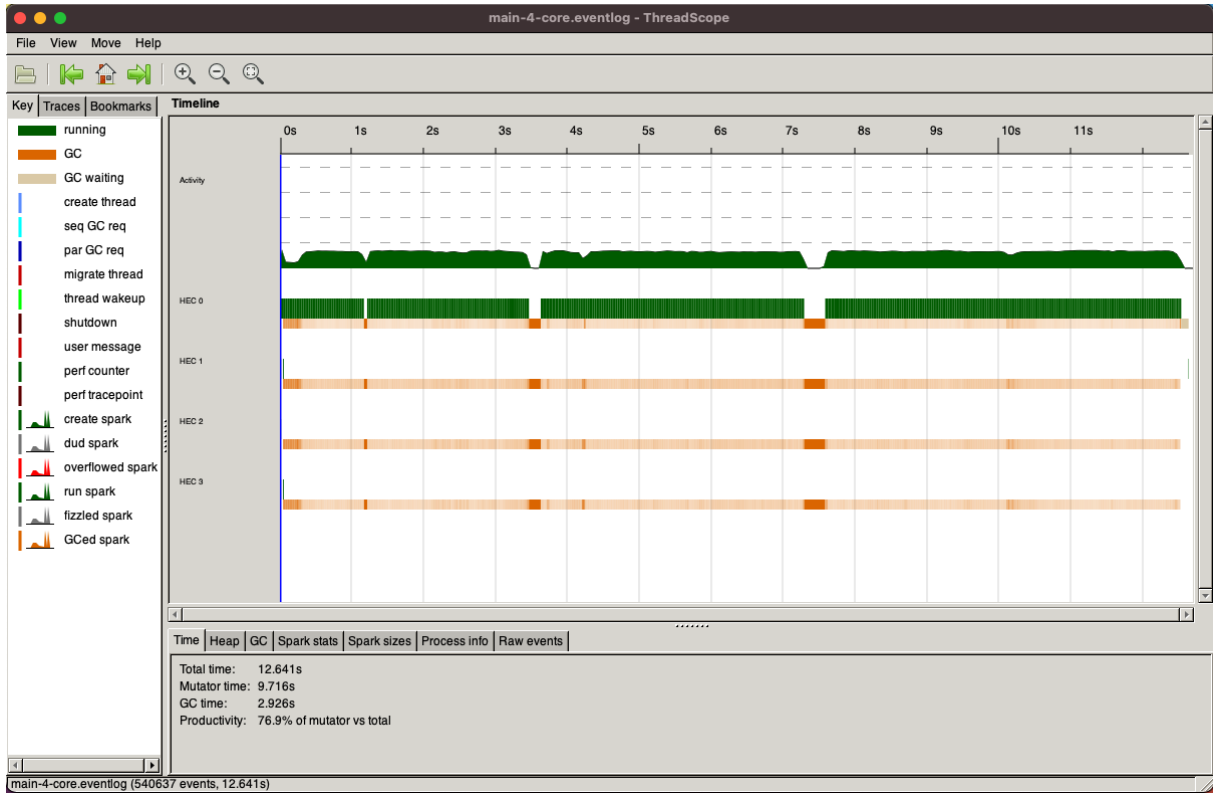 main-4-core.eventlog - ThreadScope
File View Move Help
Key Traces Bookmarks
running
GC
GC waiting
create thread
seq GC req
par GC req
migrate thread
thread wakeup
shutdown
user message
perf counter
perf tracepoint
create spark
dud spark
overflowed spark
run spark
fizzled spark
GCed spark
Timeline
0s 1s 2s 3s 4s 5s 6s 7s 8s 9s 10s 11s
Activity
HEC 0
HEC 1
HEC 2
HEC 3
Time Heap GC Spark stats Spark sizes Process info Raw events
Total time: 12.641s
Mutator time: 9.716s
GC time: 2.926s
Productivity: 76.9% of mutator vs total
main-4-core.eventlog (540637 events, 12.641s)